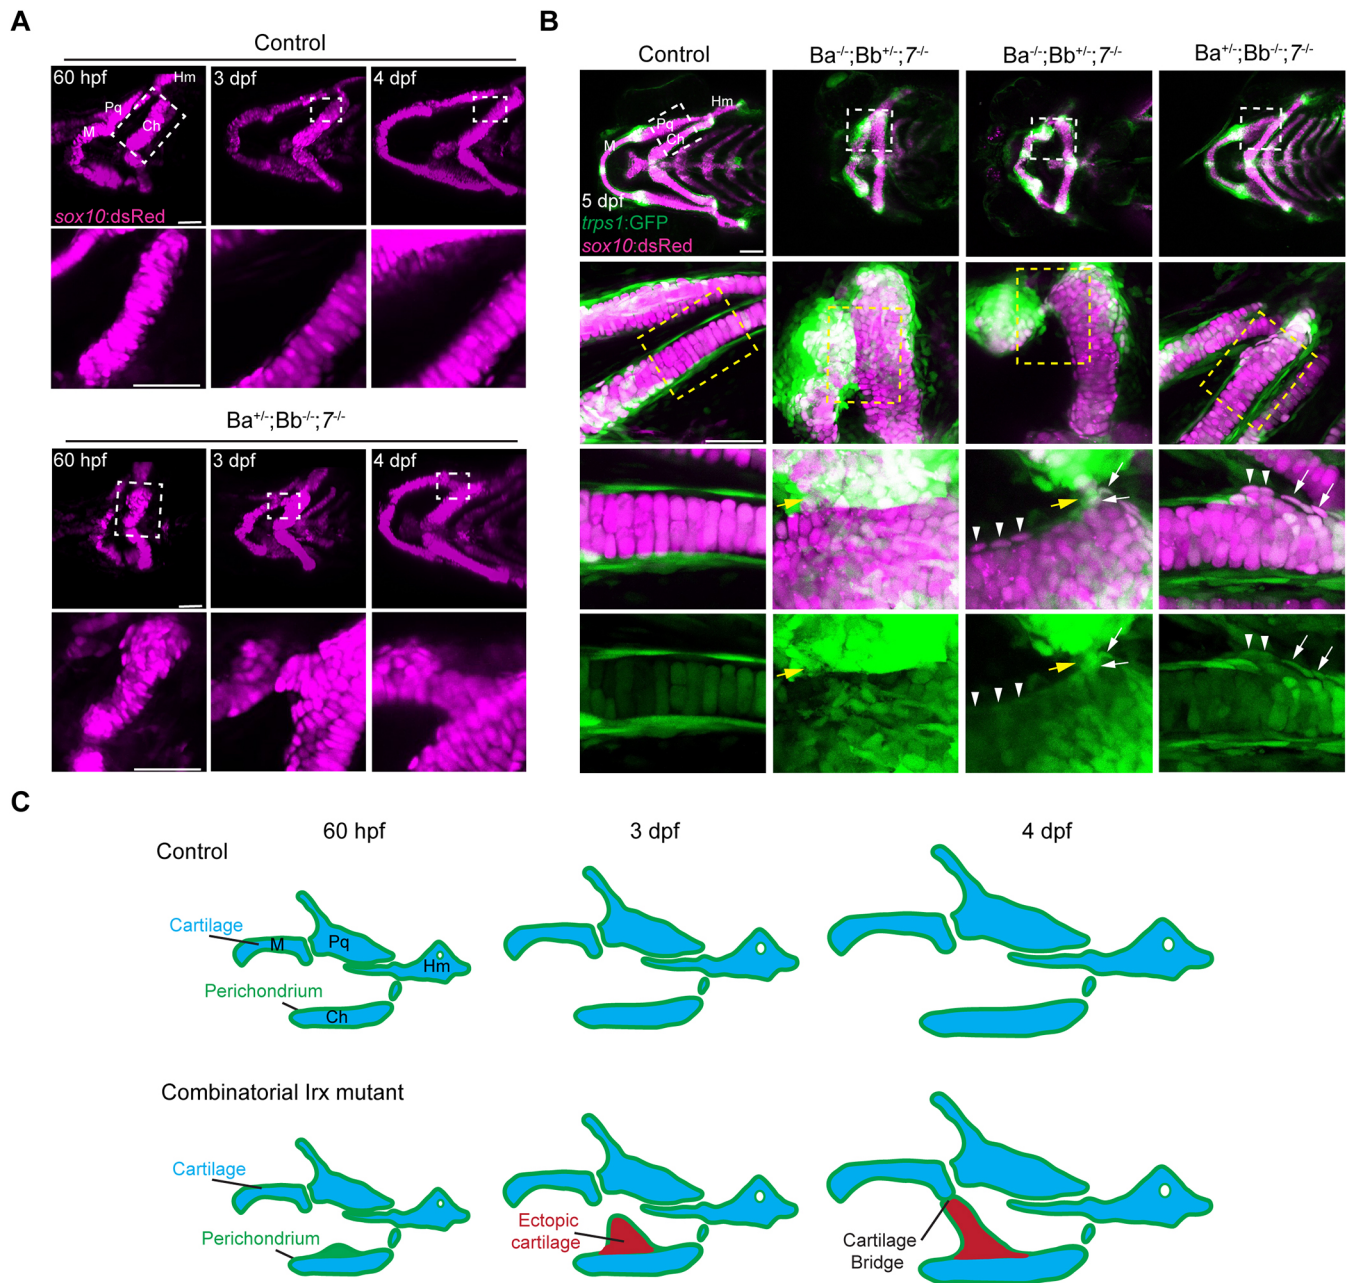 A
Control
60 hpf
3 dpf
4 dpf
Hm
Pq
M
Ch
sox10:dsRed
Ba+/-;Bb-/-;7-/-
60 hpf
3 dpf
4 dpf
B
Control
Ba-/-;Bb+/-;7-/-
Ba-/-;Bb+/-;7-/-
Ba+/-;Bb-/-;7-/-
Hm
Pq
Ch
M
5 dpf
trps1:GFP
sox10:dsRed
C
60 hpf
3 dpf
4 dpf
Control
Cartilage
M
Pq
Hm
Perichondrium
Ch
Combinatorial Irx mutant
Cartilage
Perichondrium
Ectopic
cartilage
Cartilage
Bridge